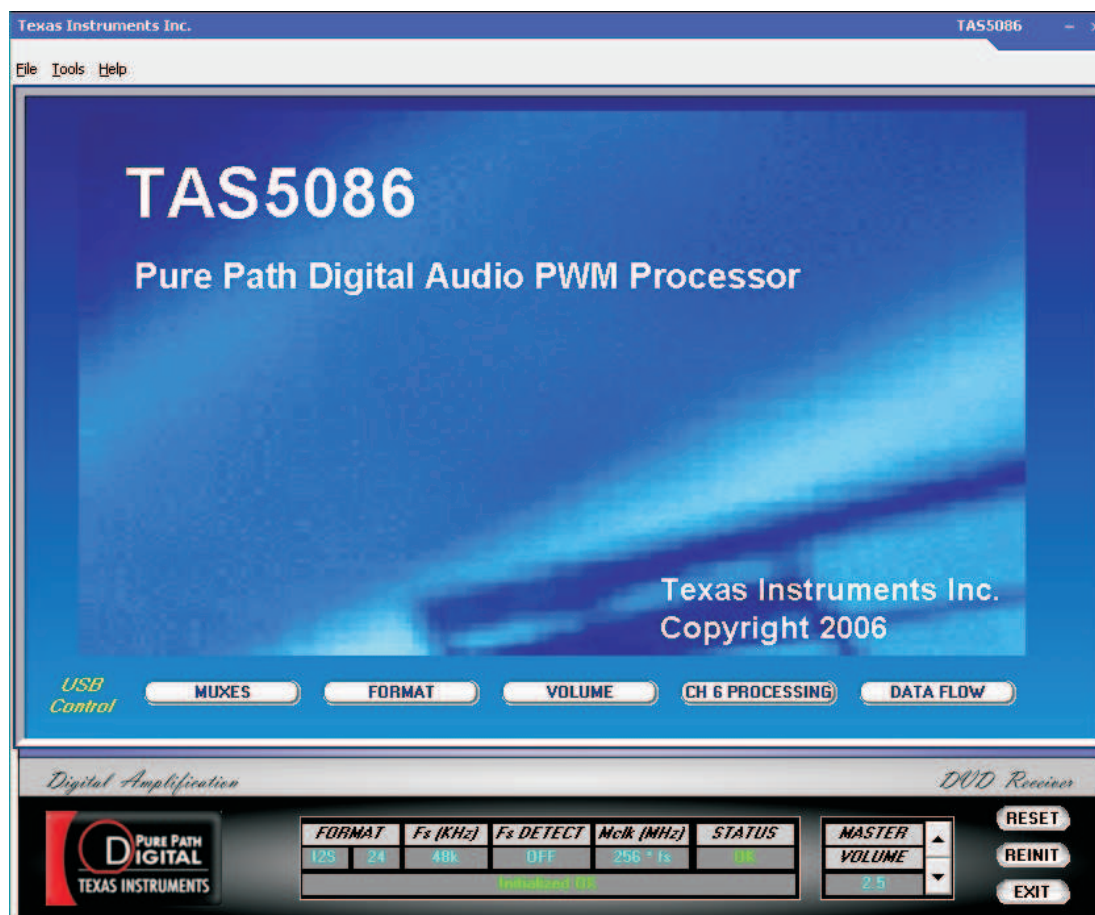 Texas Instruments Inc. TAS5086
File Tools Help
TAS5086
Pure Path Digital Audio PWM Processor
Texas Instruments Inc.
Copyright 2006
USB Control
MUXES FORMAT VOLUME CH 6 PROCESSING DATA FLOW
Digital Amplification DVD Receiver
PURE PATH
DIGITAL
TEXAS INSTRUMENTS
FORMAT Fs (KHz) Fs DETECT Mclk (MHz) STATUS
I2S 24 48k OFF 256 * fs OK
Initialized OK
MASTER
VOLUME
2.5
RESET
REINIT
EXIT